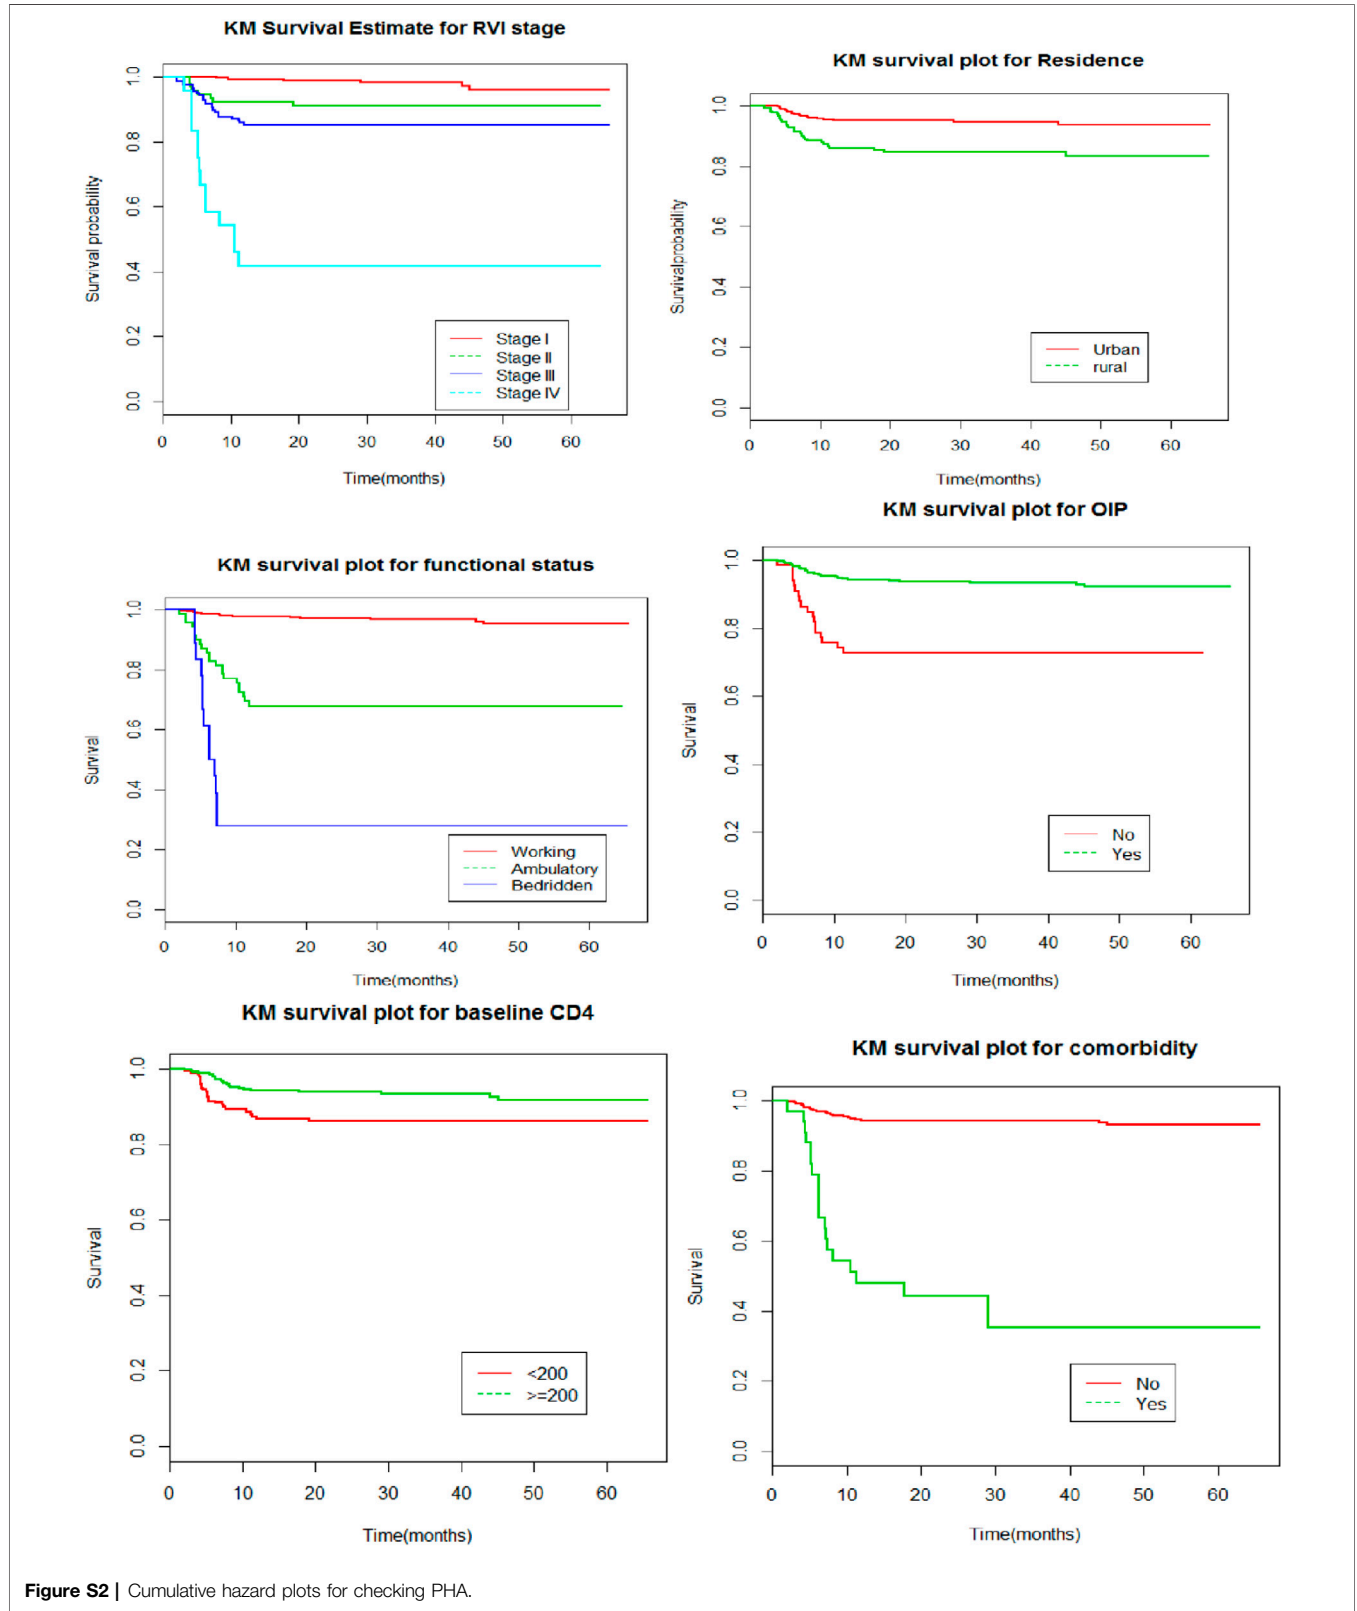 KM Survival Estimate for RVI stage
Survival probability
1.0
0.8
0.6
0.4
0.2
0.0
Stage I
Stage II
Stage III
Stage IV
0 10 20 30 40 50 60
Time(months)
KM survival plot for Residence
Survivalprobability
1.0
0.8
0.6
0.4
0.2
0.0
Urban
rural
0 10 20 30 40 50 60
Time(months)
KM survival plot for functional status
Survival
1.0
0.8
0.6
0.4
0.2
0.0
Working
Ambulatory
Bedridden
0 10 20 30 40 50 60
Time(months)
KM survival plot for OIP
Survival
1.0
0.8
0.6
0.4
0.2
0.0
No
Yes
0 10 20 30 40 50 60
Time(months)
KM survival plot for baseline CD4
Survival
1.0
0.8
0.6
0.4
0.2
0.0
<200
>=200
0 10 20 30 40 50 60
Time(months)
KM survival plot for comorbidity
Survival
1.0
0.8
0.6
0.4
0.2
0.0
No
Yes
0 10 20 30 40 50 60
Time(months)
Figure S2 | Cumulative hazard plots for checking PHA.